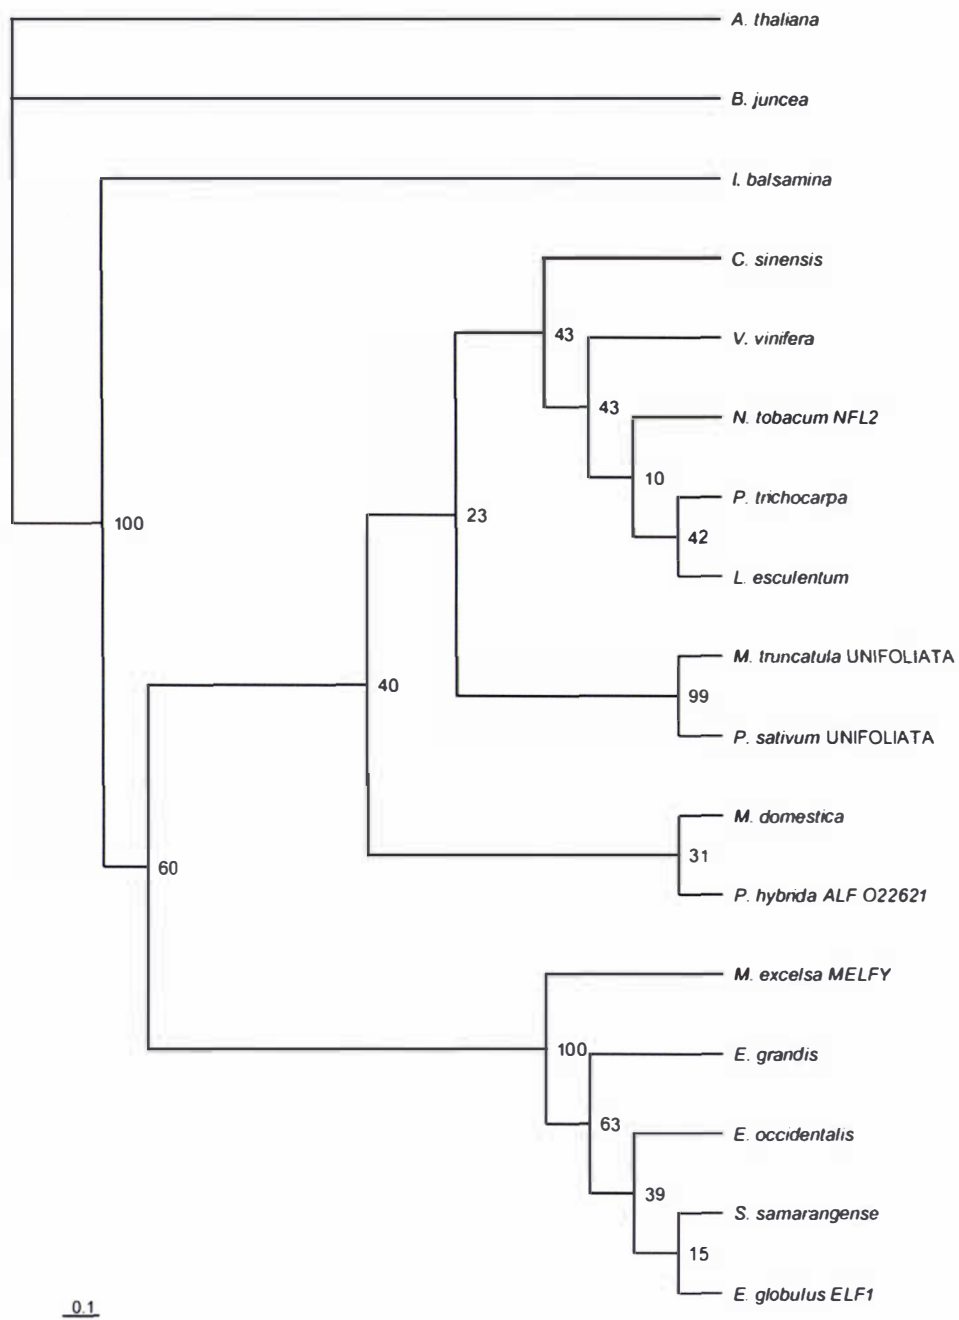 A. thaliana
B. juncea
I. balsamina
C. sinensis
43
V. vinifera
43
N. tobacum NFL2
10
P. trichocarpa
23
100
42
L. esculentum
M. truncatula UNIFOLIATA
40
99
P. sativum UNIFOLIATA
M. domestica
31
60
P. hybrida ALF O22621
M. excelsa MELFY
100
E. grandis
63
E. occidentalis
39
S. samarangense
15
E. globulus ELF1
0.1